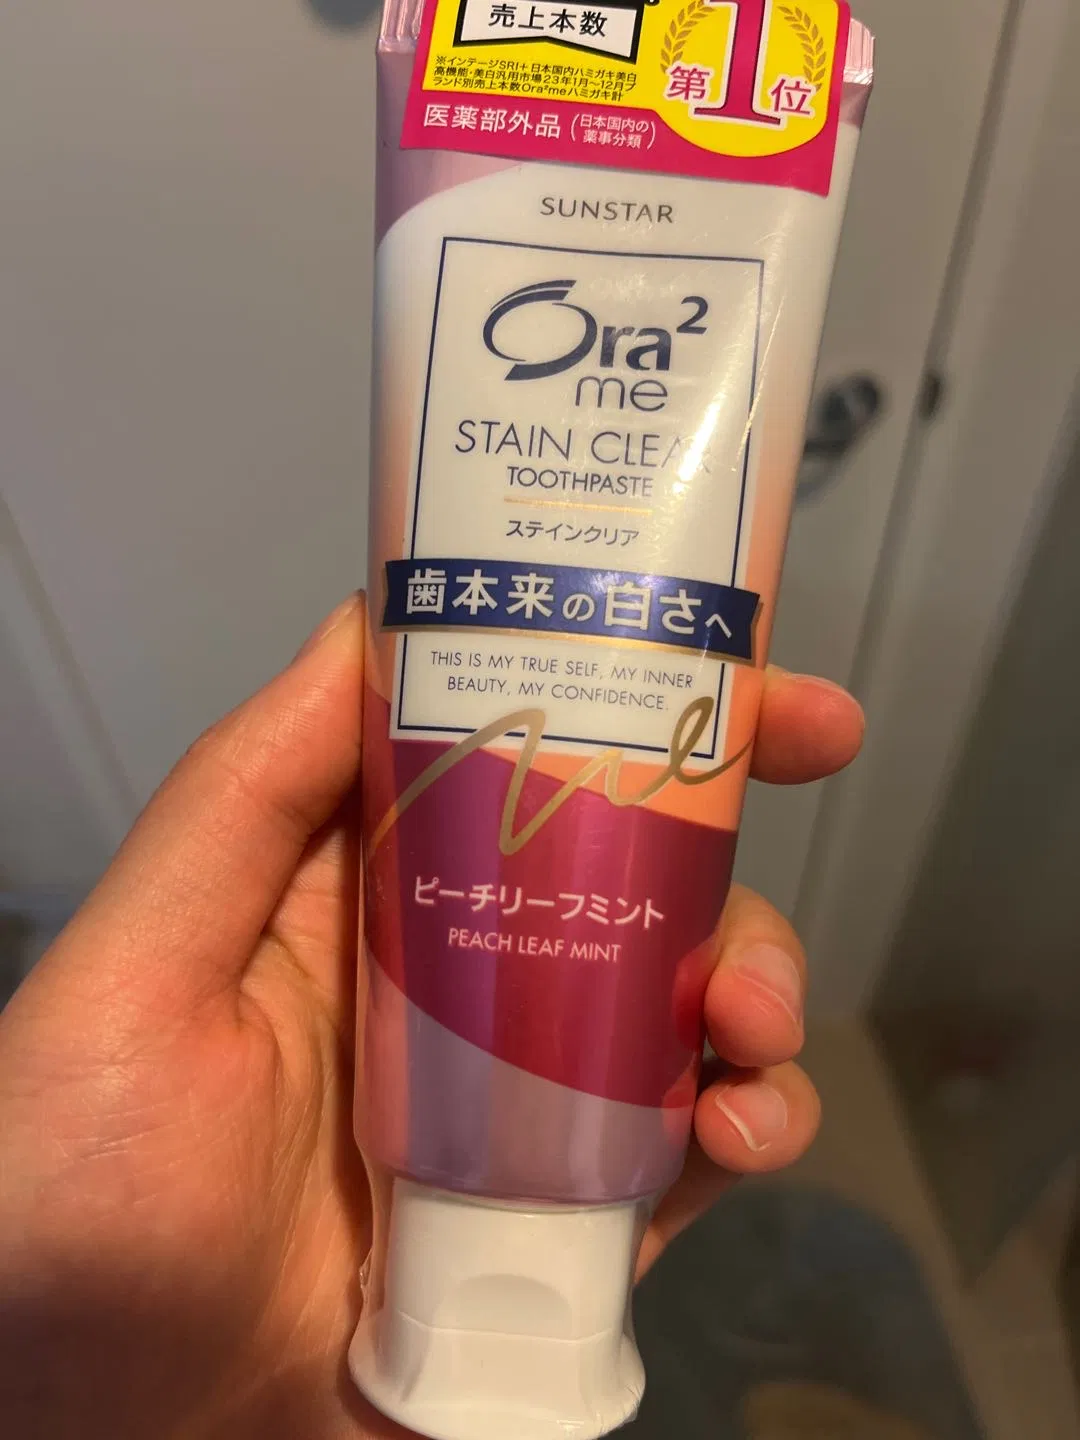 売上本数
第1位
※インテージSRI+日本国内ハミガキ美白
高機能・美白汎用市場23年1月~12月ブ
ランド別売上本数Ora²meハミガキ計
医薬部外品(日本国内の
薬事分類)
SUNSTAR
Ora²
me
STAIN CLEAR
TOOTHPASTE
ステインクリア
歯本来の白さへ
THIS IS MY TRUE SELF, MY INNER
BEAUTY, MY CONFIDENCE.
me
ピーチリーフミント
PEACH LEAF MINT